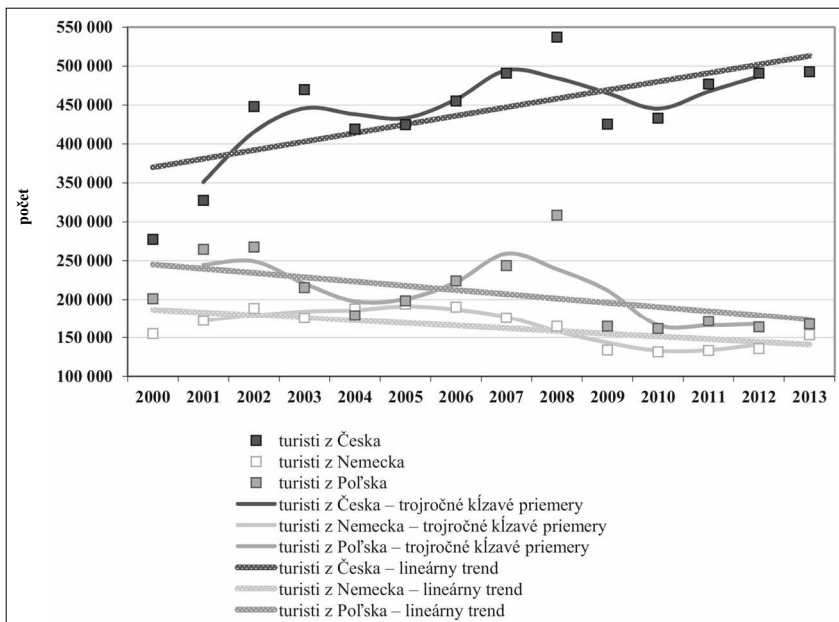 550 000
500 000
450 000
400 000
350 000
300 000
250 000
200 000
150 000
100 000
počet
2000 2001 2002 2003 2004 2005 2006 2007 2008 2009 2010 2011 2012 2013
turisti z Česka
turisti z Nemecka
turisti z Poľska
turisti z Česka – trojročné kĺzavé priemery
turisti z Nemecka – trojročné kĺzavé priemery
turisti z Poľska – trojročné kĺzavé priemery
turisti z Česka – lineárny trend
turisti z Nemecka – lineárny trend
turisti z Poľska – lineárny trend